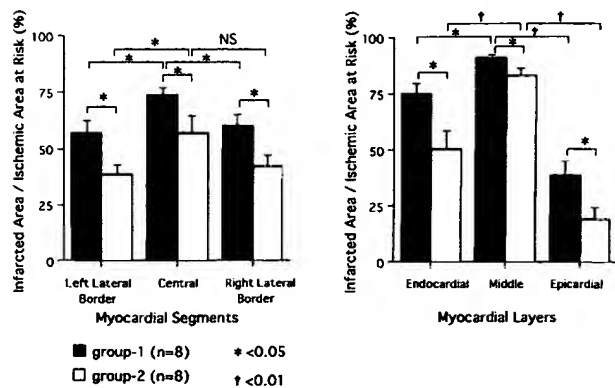 Infarcted Area / Ischemic Area at Risk (%)
100
75
50
25
0
*
NS
*
*
*
*
*
Left Lateral Border
Central
Right Lateral Border
Myocardial Segments
Infarcted Area / Ischemic Area at Risk (%)
100
75
50
25
0
†
†
*
†
*
*
*
Endocardial
Middle
Epicardial
Myocardial Layers
group-1 (n=8)
* <0.05
group-2 (n=8)
† <0.01